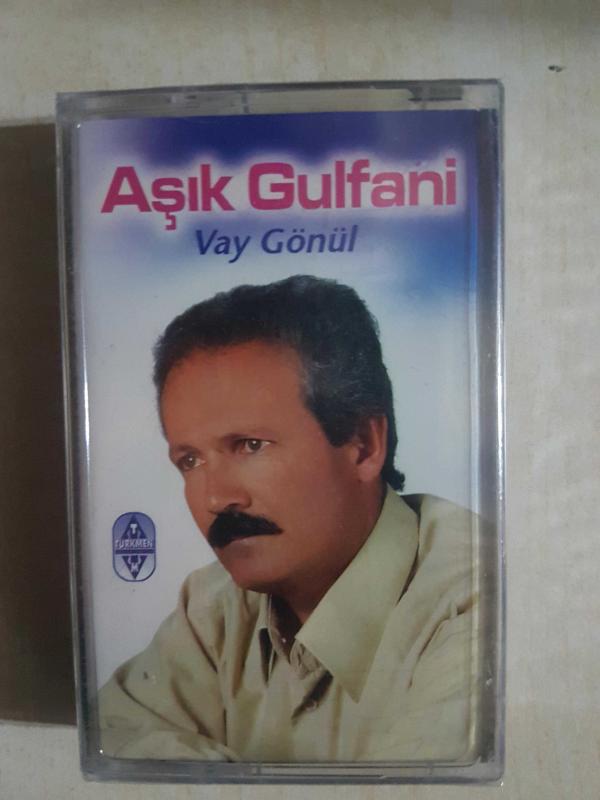 Aşık Gulfani
Vay Gönül
T
TÜRKMEN
M